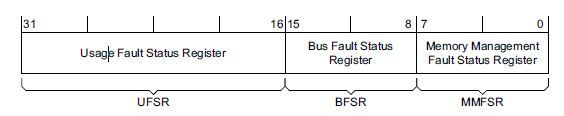 31 16 15 8 7 0
Usage Fault Status Register
Bus Fault Status
Register
Memory Management
Fault Status Register
UFSR BFSR MMFSR